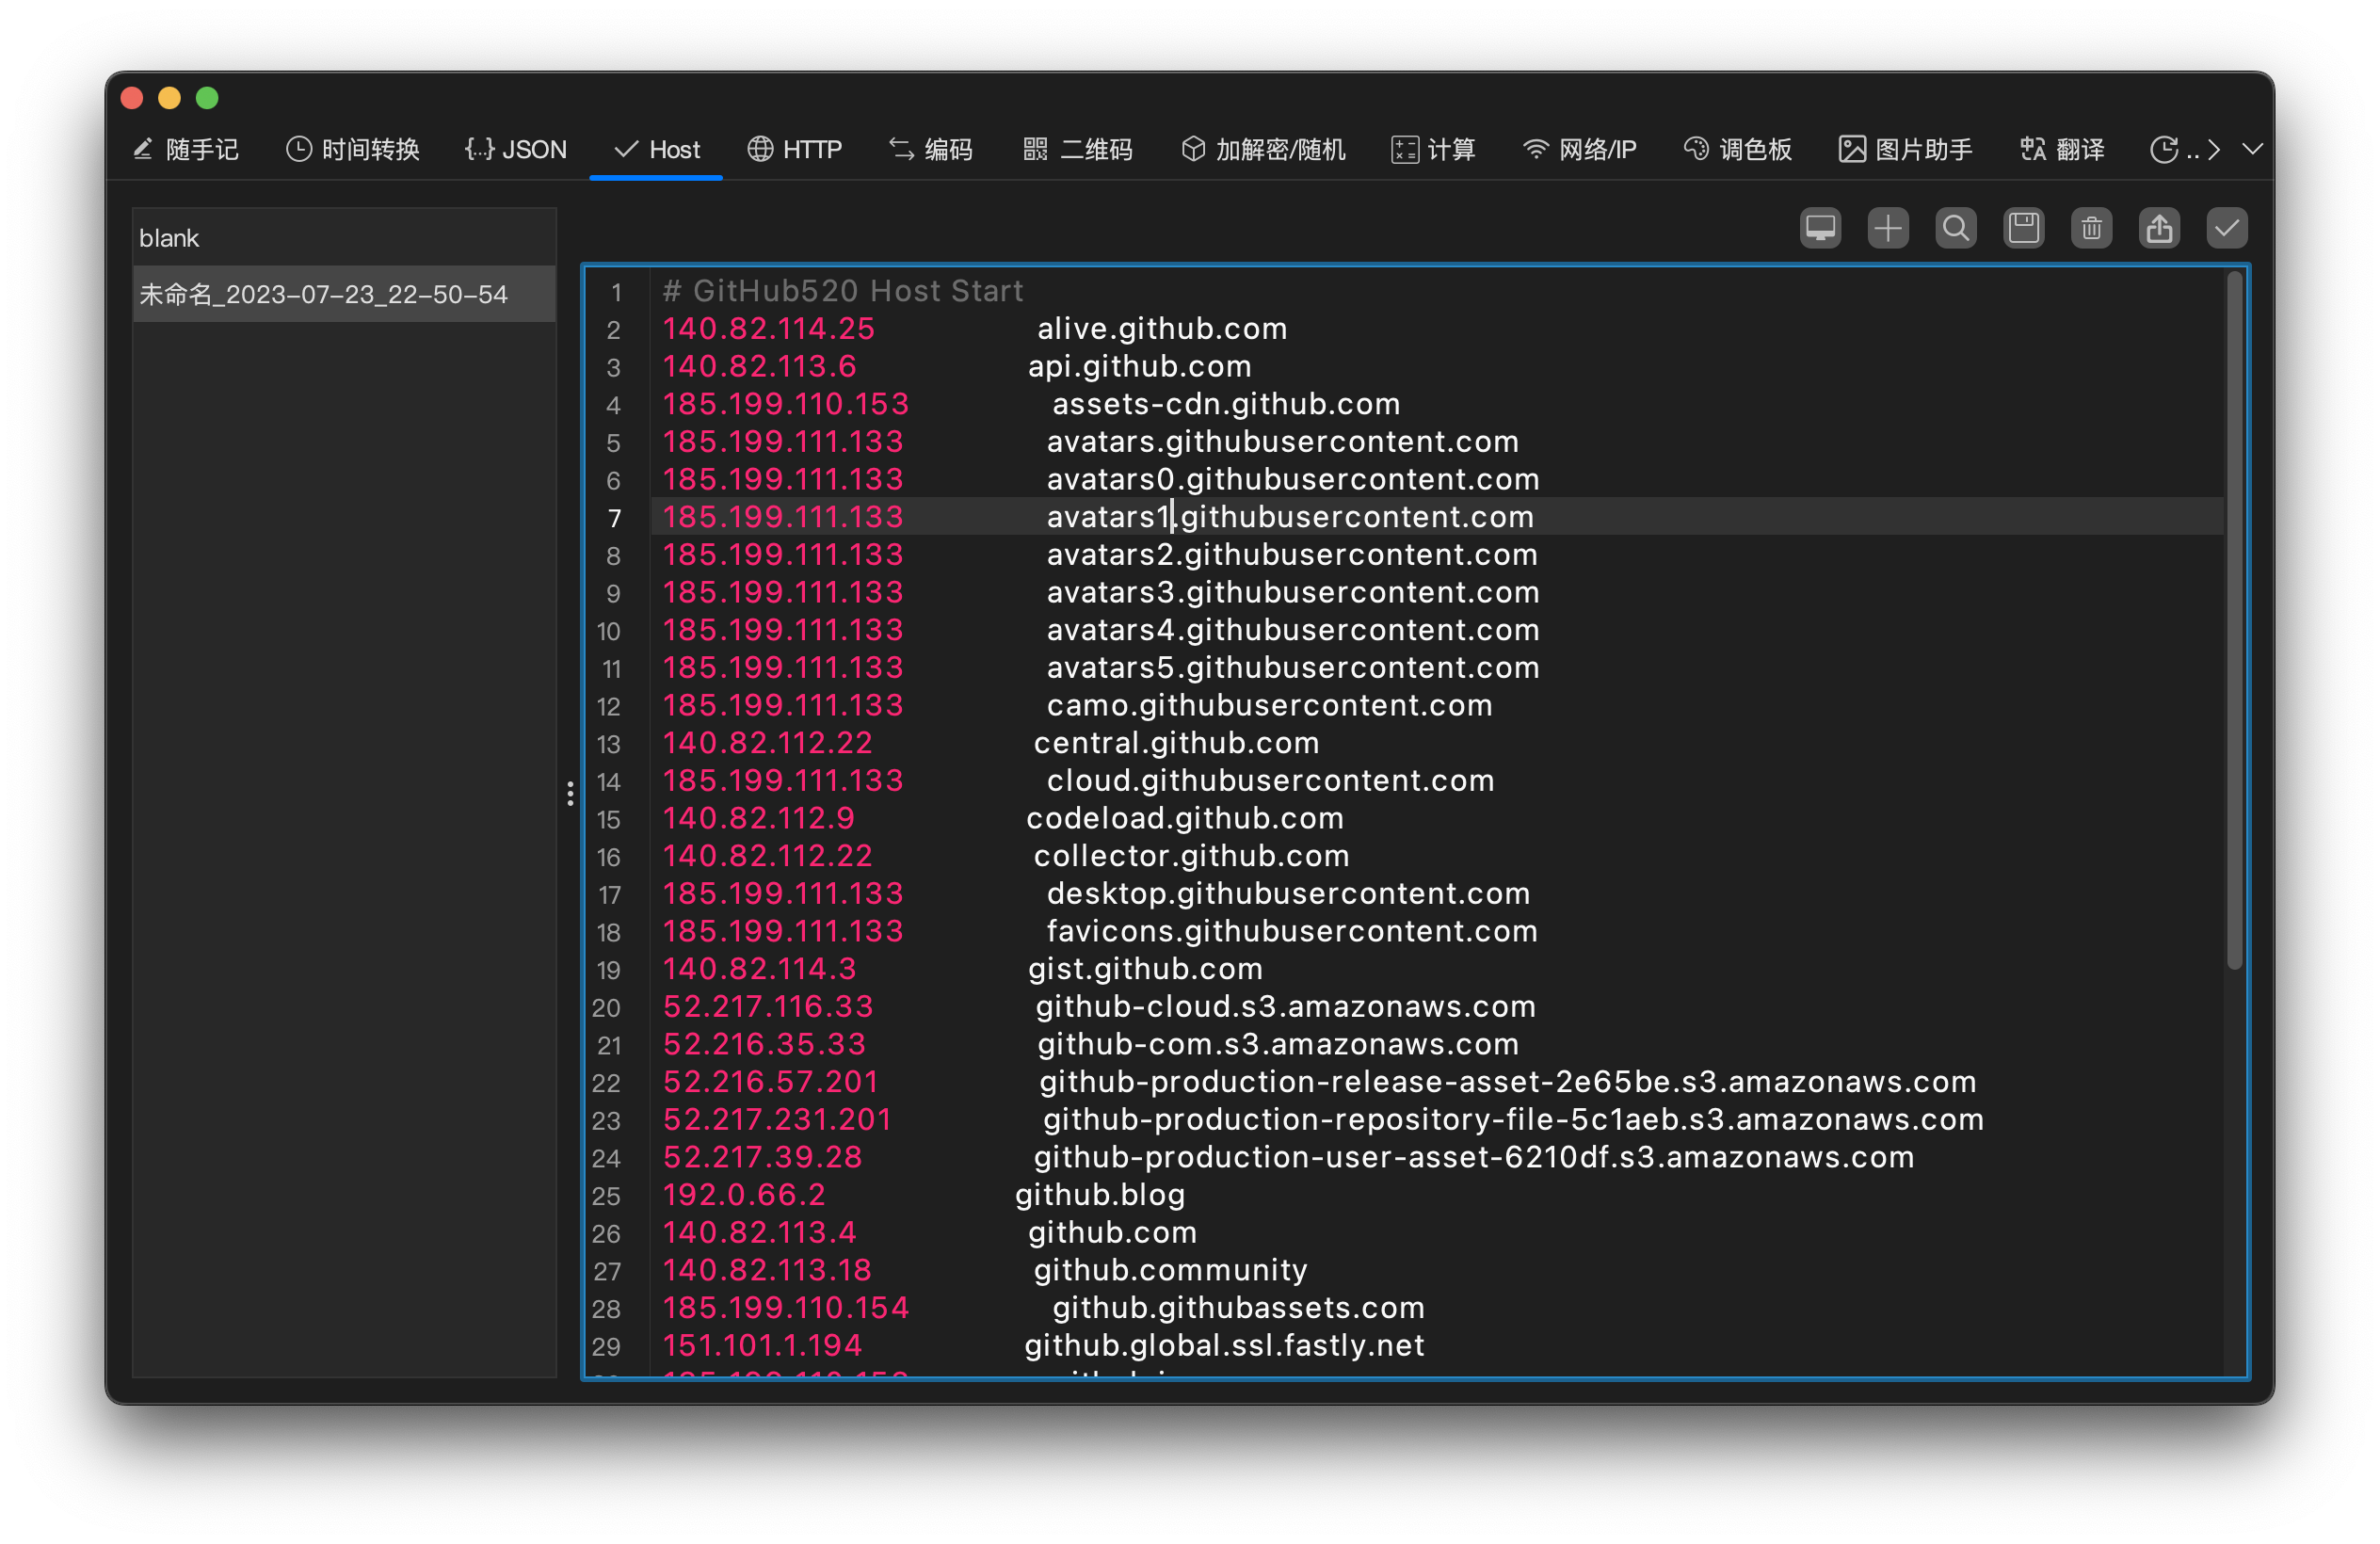 随手记 时间转换 {...} JSON Host HTTP 编码 二维码 加解密/随机 计算 网络/IP 调色板 图片助手 翻译 ..
blank
未命名_2023-07-23_22-50-54
1 # GitHub520 Host Start
2 140.82.114.25 alive.github.com
3 140.82.113.6 api.github.com
4 185.199.110.153 assets-cdn.github.com
5 185.199.111.133 avatars.githubusercontent.com
6 185.199.111.133 avatars0.githubusercontent.com
7 185.199.111.133 avatars1.githubusercontent.com
8 185.199.111.133 avatars2.githubusercontent.com
9 185.199.111.133 avatars3.githubusercontent.com
10 185.199.111.133 avatars4.githubusercontent.com
11 185.199.111.133 avatars5.githubusercontent.com
12 185.199.111.133 camo.githubusercontent.com
13 140.82.112.22 central.github.com
14 185.199.111.133 cloud.githubusercontent.com
15 140.82.112.9 codeload.github.com
16 140.82.112.22 collector.github.com
17 185.199.111.133 desktop.githubusercontent.com
18 185.199.111.133 favicons.githubusercontent.com
19 140.82.114.3 gist.github.com
20 52.217.116.33 github-cloud.s3.amazonaws.com
21 52.216.35.33 github-com.s3.amazonaws.com
22 52.216.57.201 github-production-release-asset-2e65be.s3.amazonaws.com
23 52.217.231.201 github-production-repository-file-5c1aeb.s3.amazonaws.com
24 52.217.39.28 github-production-user-asset-6210df.s3.amazonaws.com
25 192.0.66.2 github.blog
26 140.82.113.4 github.com
27 140.82.113.18 github.community
28 185.199.110.154 github.githubassets.com
29 151.101.1.194 github.global.ssl.fastly.net